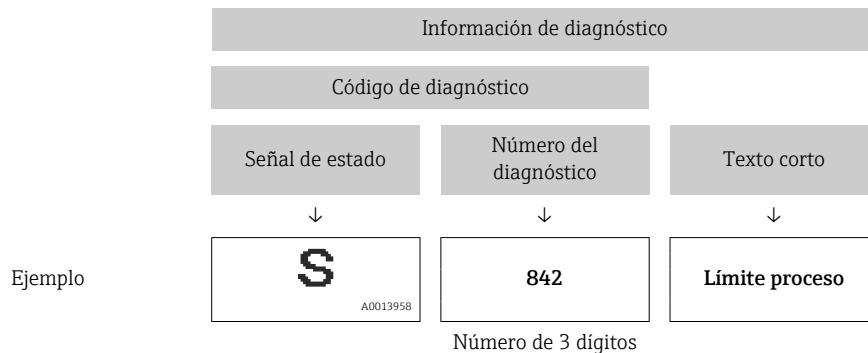 Información de diagnóstico
Código de diagnóstico
Señal de estado
Número del
diagnóstico
Texto corto
↓ ↓ ↓
Ejemplo
S
A0013958
842
Límite proceso
Número de 3 dígitos